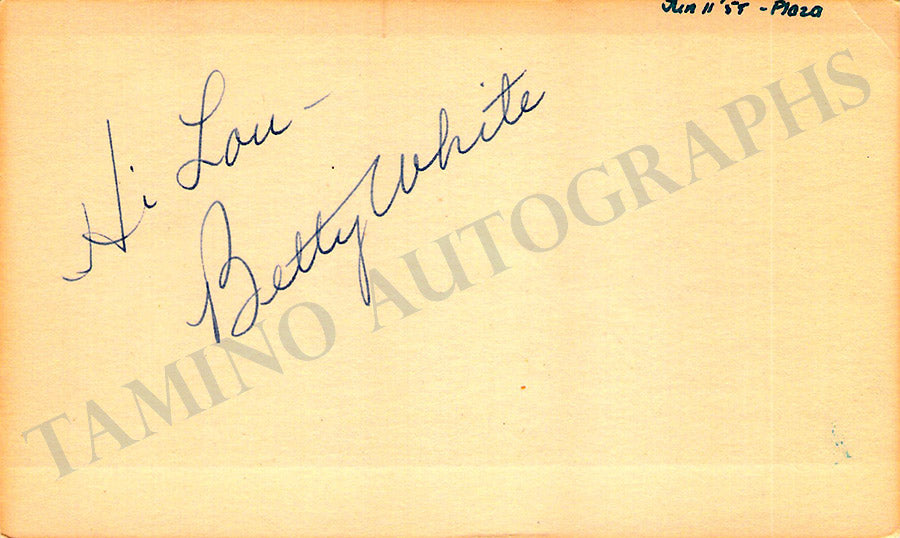 Jun 11 '55 - Plaza
Hi Lou -
Betty White
TAMINO AUTOGRAPHS